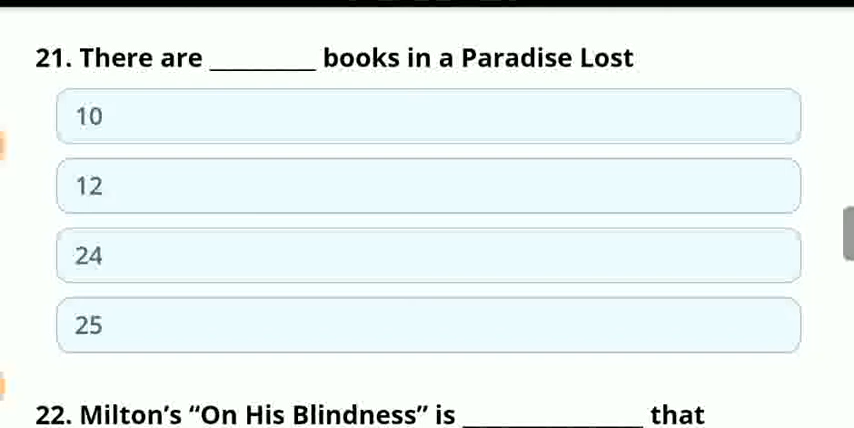 21. There are ________ books in a Paradise Lost
10
12
24
25
22. Milton's “On His Blindness” is ______________ that